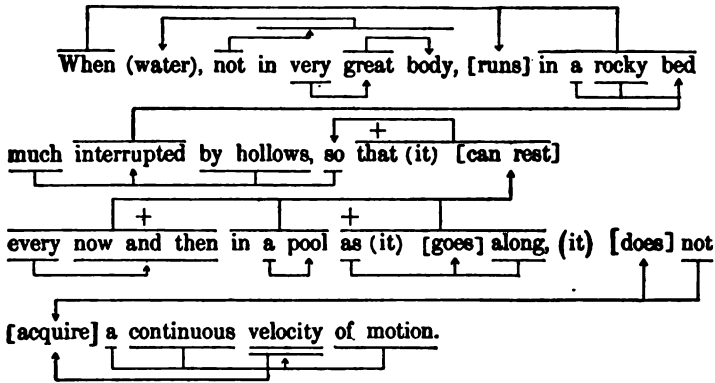 When (water), not in very great body, [runs] in a rocky bed
+
much interrupted by hollows, so that (it) [can rest]
+ +
every now and then in a pool as (it) [goes] along, (it) [does] not
[acquire] a continuous velocity of motion.